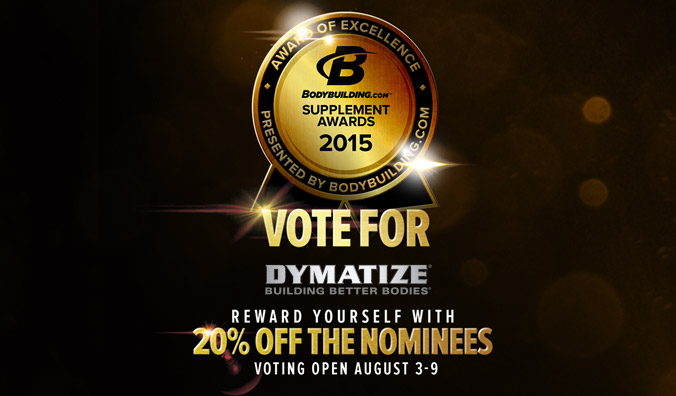 AWARD OF EXCELLENCE
B
BODYBUILDING.COM™
SUPPLEMENT
AWARDS
2015
PRESENTED BY BODYBUILDING.COM
VOTE FOR
DYMATIZE®
BUILDING BETTER BODIES®
REWARD YOURSELF WITH
20% OFF THE NOMINEES
VOTING OPEN AUGUST 3-9